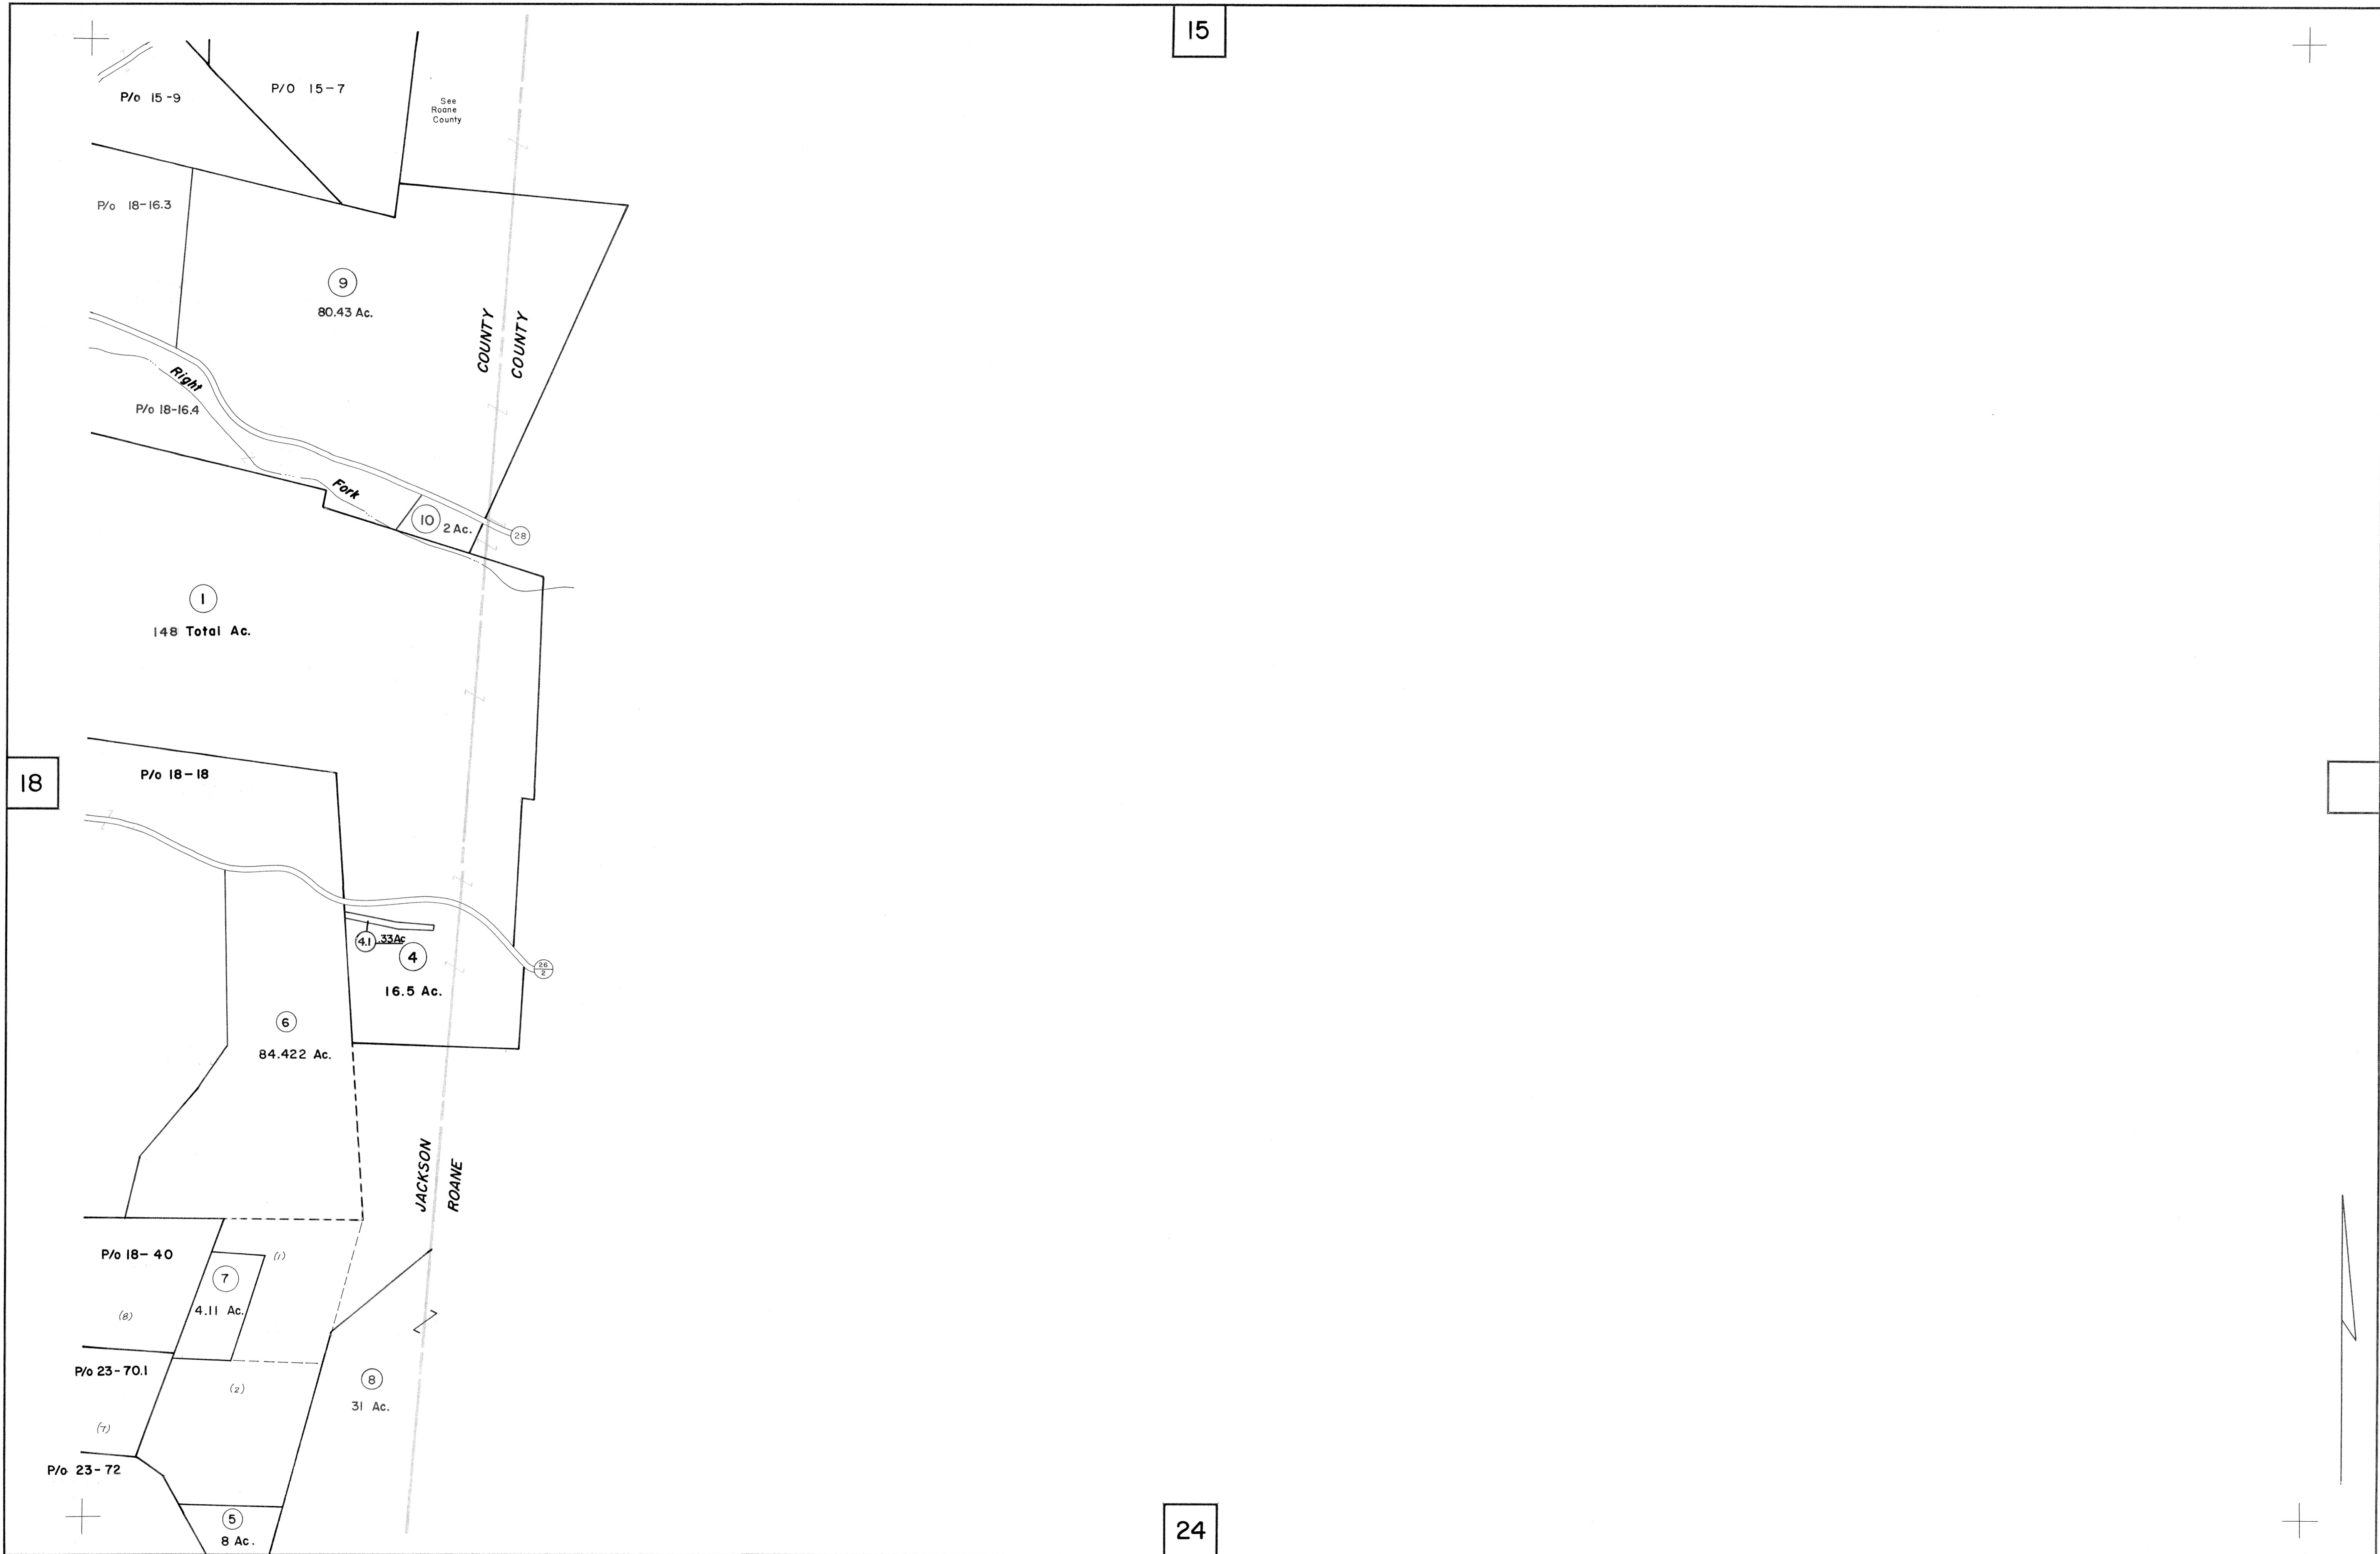 15
P/o 15-9
P/O 15-7
See
Roane
County
P/o 18-16.3
9
80.43 Ac.
COUNTY
COUNTY
Right
P/o 18-16.4
Fork
10
2 Ac.
28
1
148 Total Ac.
18
P/o 18-18
4.1
.33Ac
4
26
2
16.5 Ac.
6
84.422 Ac.
JACKSON
ROANE
P/o 18-40
(1)
7
4.11 Ac.
(8)
P/o 23-70.1
8
31 Ac.
(2)
(7)
P/o 23-72
5
8 Ac.
24